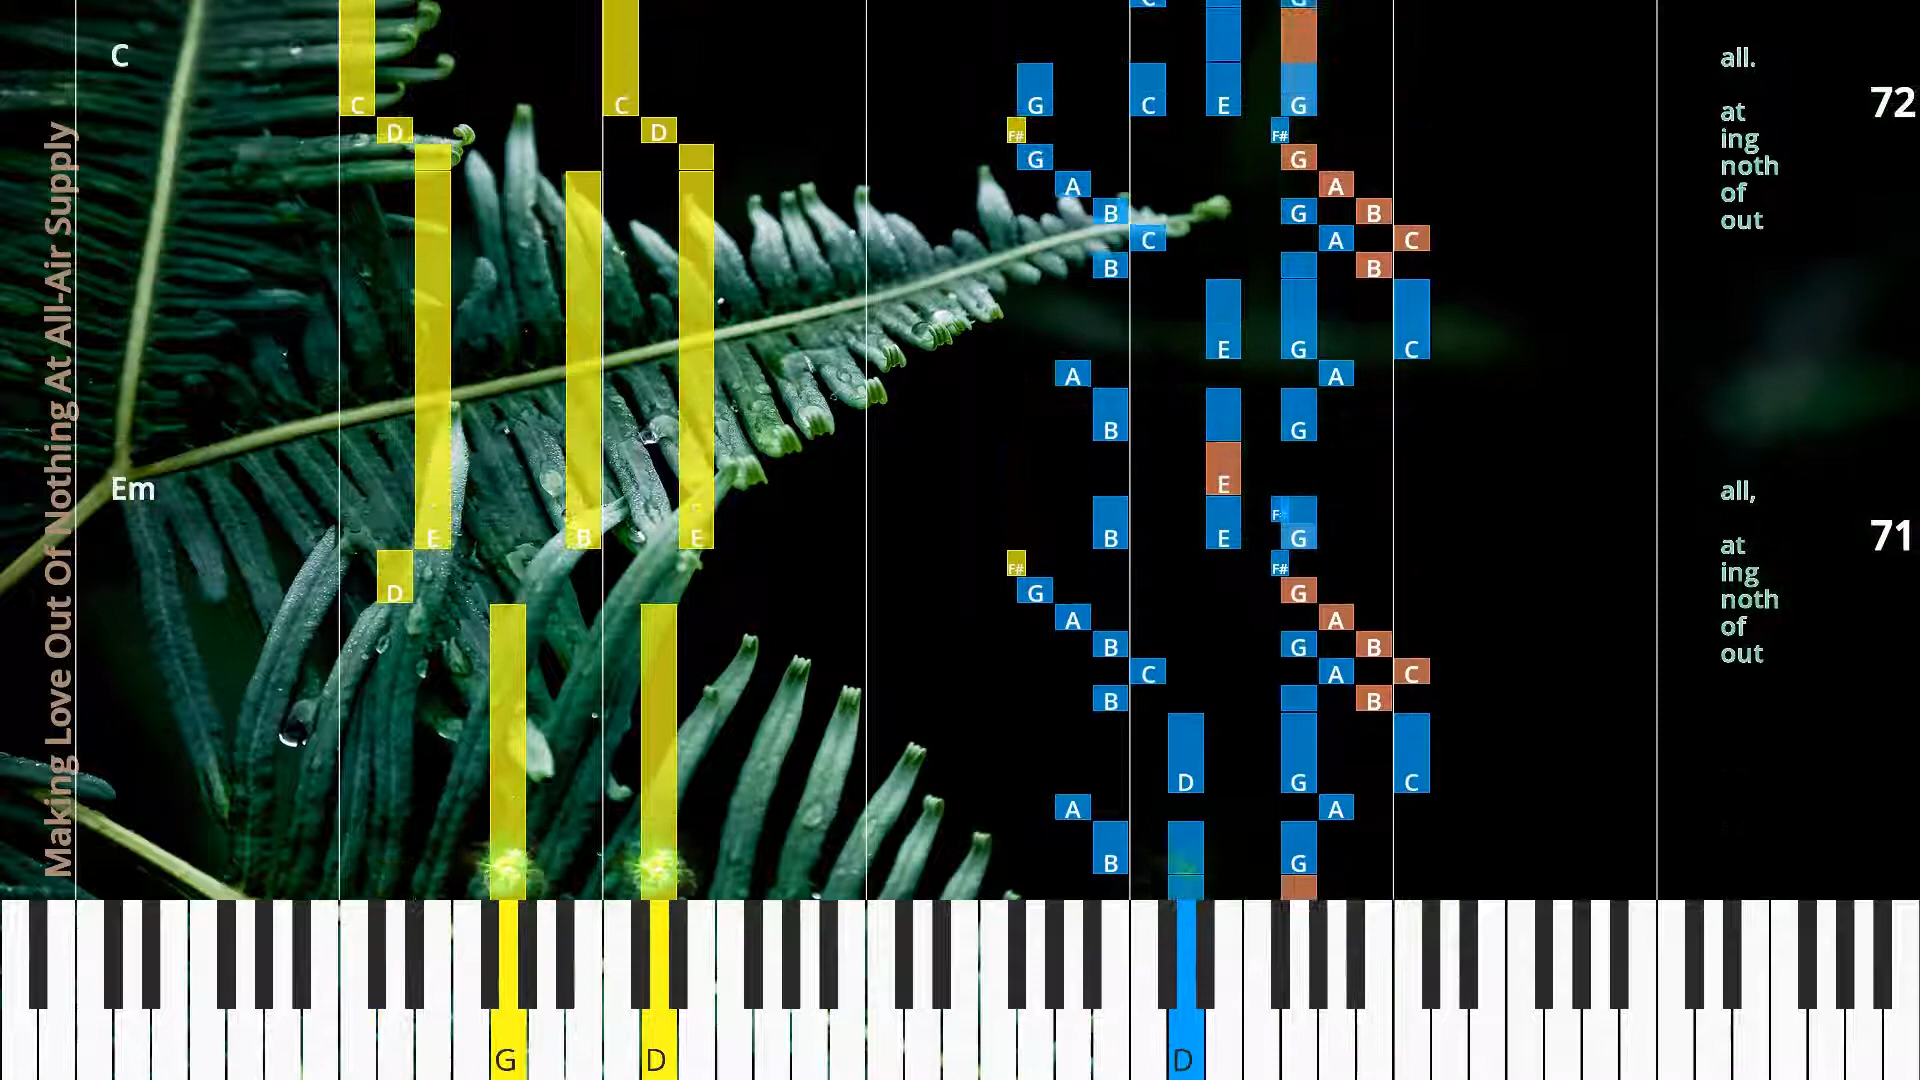 Making Love Out Of Nothing At All-Air Supply
C G
C all.
C C G C E G 72
D D F# F# at
G G ing
A A noth
B G B of
C A C out
B B
E G C
A A
B G
E
Em all,
F#
E B E B E G 71
F# F# at
D G G ing
A A noth
B G B of
C A C out
B B
D G C
A A
B G
G D D